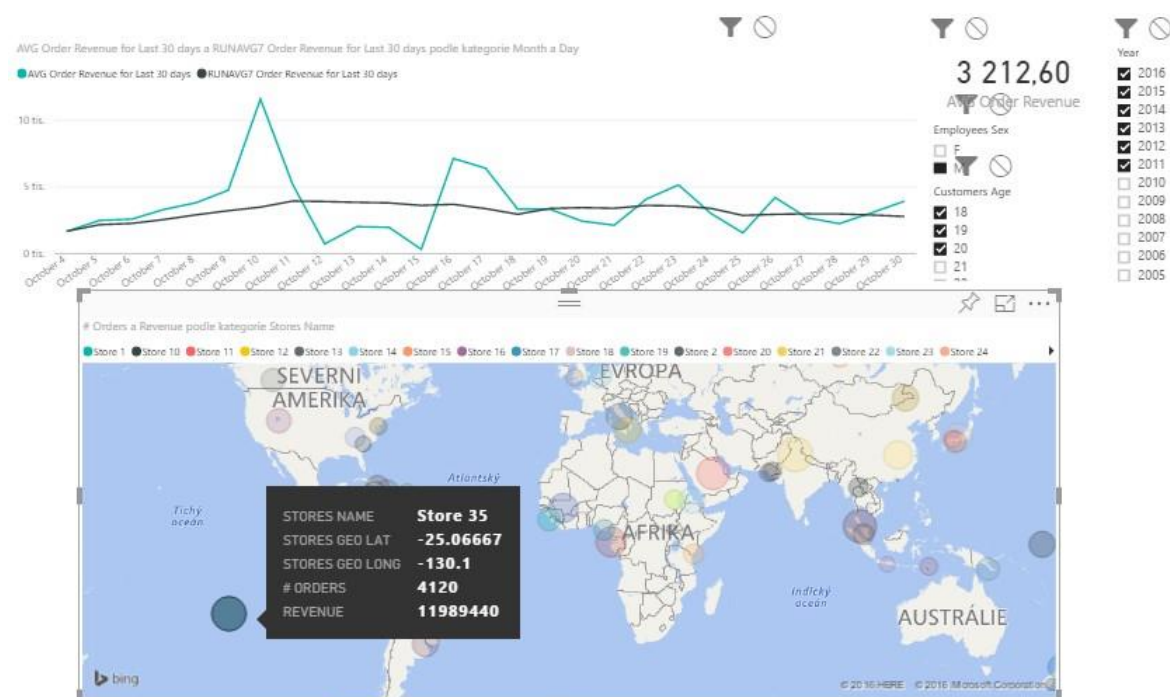 AVG Order Revenue for Last 30 days a RUNAVG7 Order Revenue for Last 30 days podle kategorie Month a Day
AVG Order Revenue for Last 30 days RUNAVG7 Order Revenue for Last 30 days
10 tis.
5 tis.
0 tis.
October 4 October 5 October 6 October 7 October 8 October 9 October 10 October 11 October 12 October 13 October 14 October 15 October 16 October 17 October 18 October 19 October 20 October 21 October 22 October 23 October 24 October 25 October 26 October 27 October 28 October 29 October 30
3 212,60
AVG Order Revenue
Employees Sex
F
M
Customers Age
18
19
20
21
Year
2016
2015
2014
2013
2012
2011
2010
2009
2008
2007
2006
2005
# Orders a Revenue podle kategorie Stores Name
Store 1 Store 10 Store 11 Store 12 Store 13 Store 14 Store 15 Store 16 Store 17 Store 18 Store 19 Store 2 Store 20 Store 21 Store 22 Store 23 Store 24
SEVERNÍ
AMERIKA
EVROPA
Atlantský
Tichý
oceán
AFRIKA
Indický
oceán
AUSTRÁLIE
STORES NAME Store 35
STORES GEO LAT -25.06667
STORES GEO LONG -130.1
# ORDERS 4120
REVENUE 11989440
bing
© 2016 HERE © 2016 Microsoft Corporation